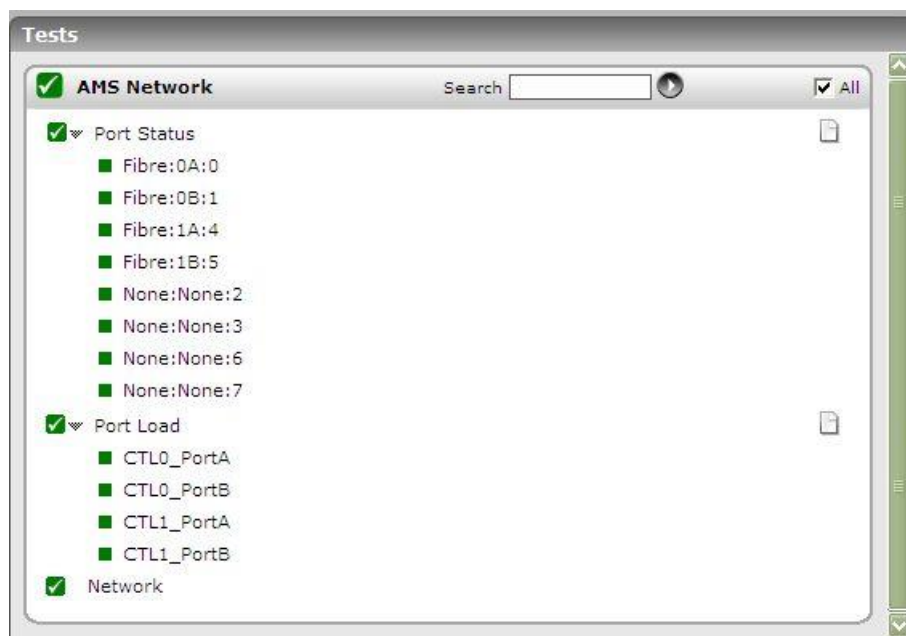 Tests
AMS Network Search All
Port Status
Fibre:0A:0
Fibre:0B:1
Fibre:1A:4
Fibre:1B:5
None:None:2
None:None:3
None:None:6
None:None:7
Port Load
CTL0_PortA
CTL0_PortB
CTL1_PortA
CTL1_PortB
Network